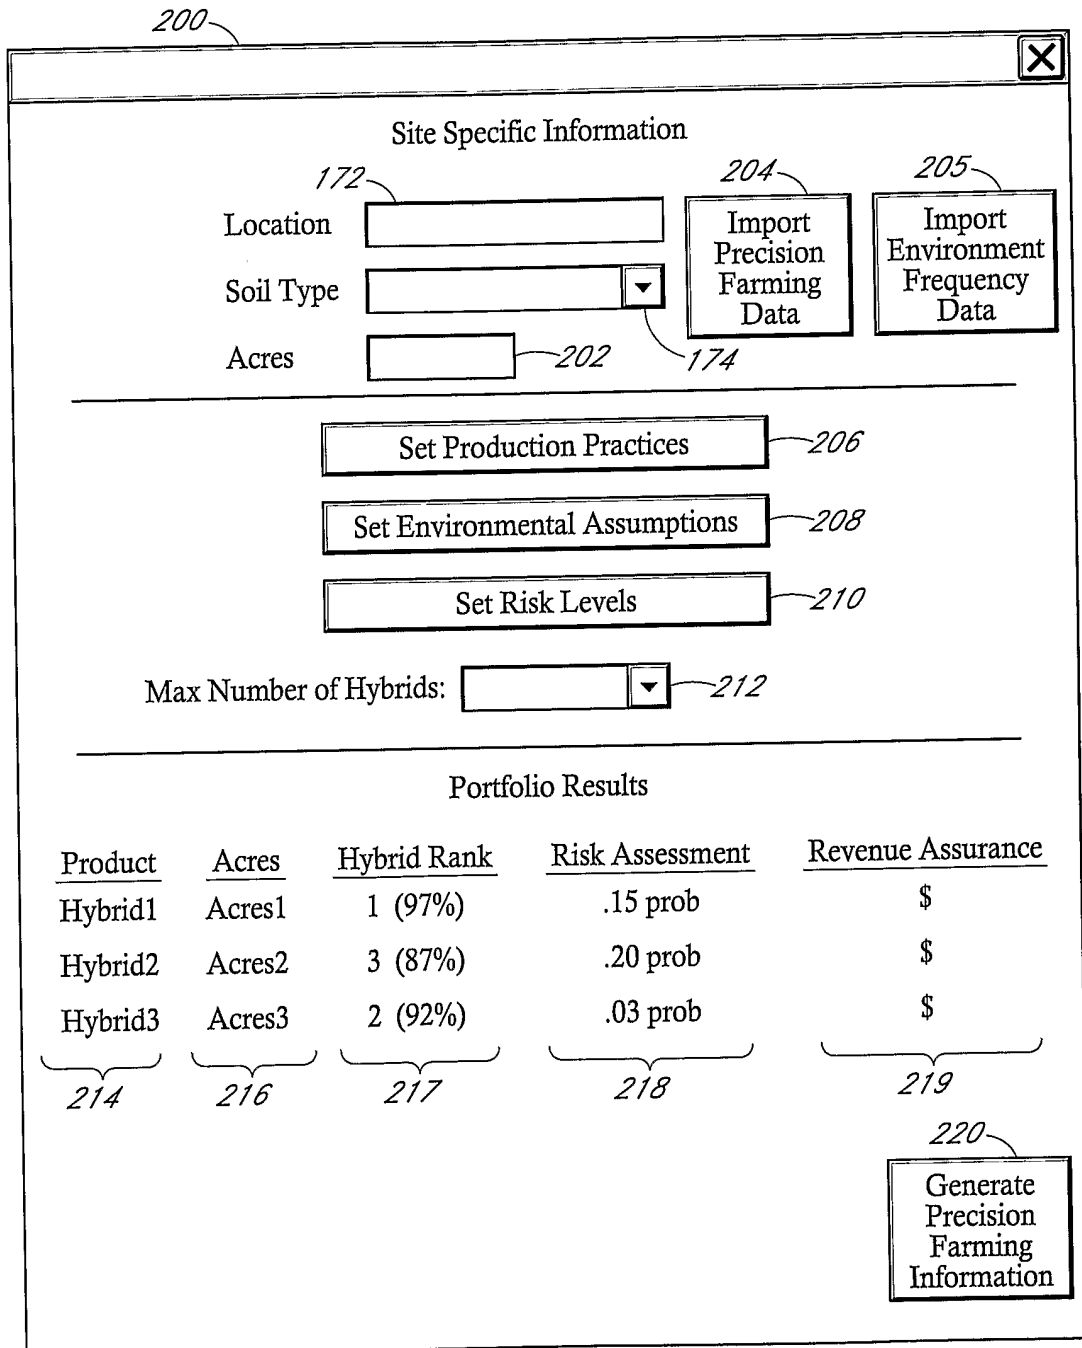 200
Site Specific Information
172
204
205
Location
Import
Precision
Farming
Data
Import
Environment
Frequency
Data
Soil Type
174
Acres
202
Set Production Practices
206
Set Environmental Assumptions
208
Set Risk Levels
210
Max Number of Hybrids:
212
Portfolio Results
Product Acres Hybrid Rank Risk Assessment Revenue Assurance
Hybrid1 Acres1 1 (97%) .15 prob $
Hybrid2 Acres2 3 (87%) .20 prob $
Hybrid3 Acres3 2 (92%) .03 prob $
214 216 217 218 219
220
Generate
Precision
Farming
Information